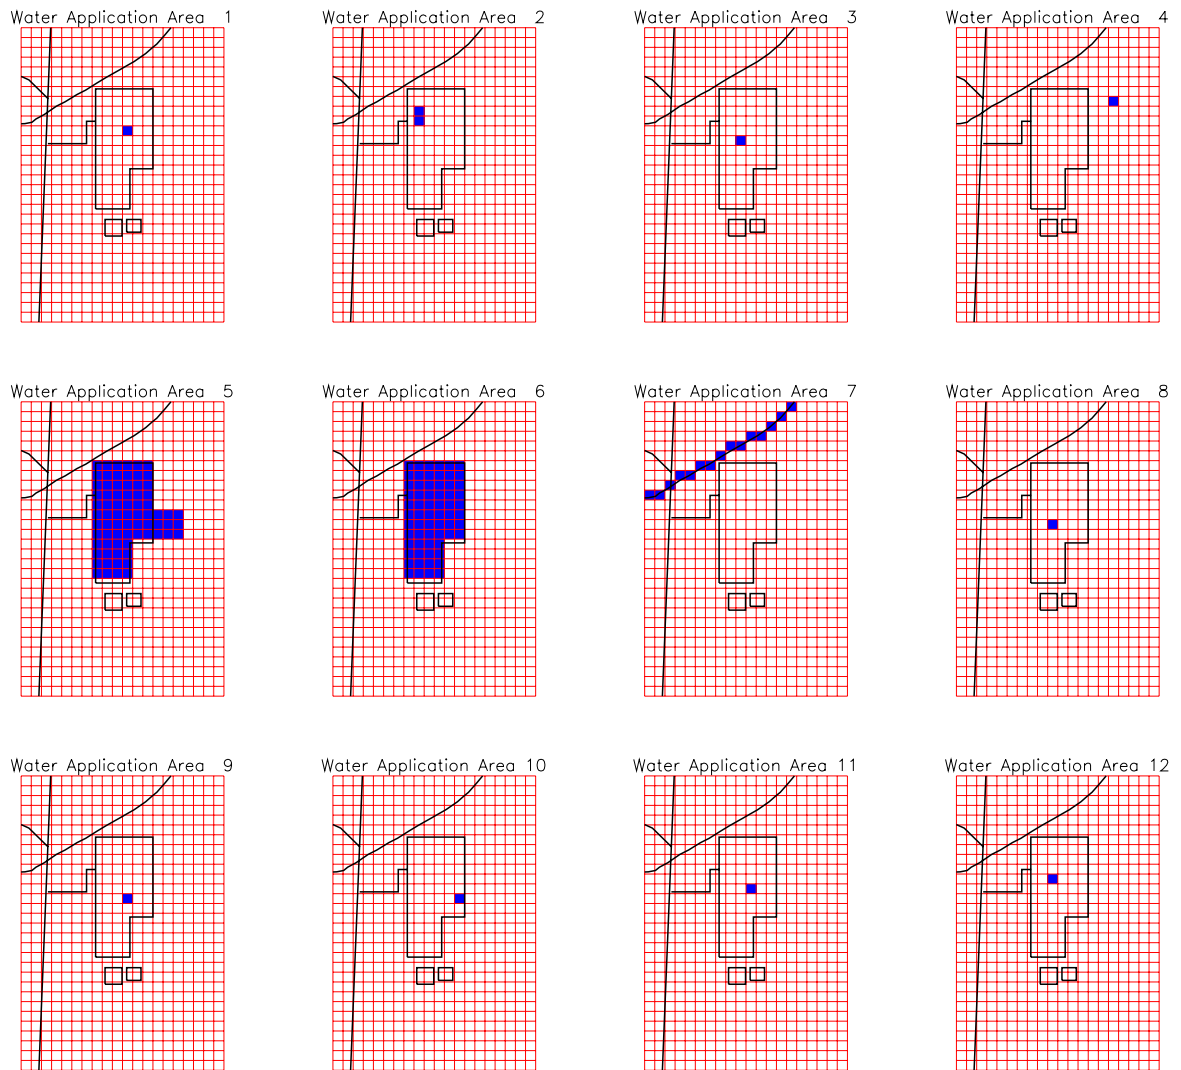 Water Application Area 1
Water Application Area 2
Water Application Area 3
Water Application Area 4
Water Application Area 5
Water Application Area 6
Water Application Area 7
Water Application Area 8
Water Application Area 9
Water Application Area 10
Water Application Area 11
Water Application Area 12